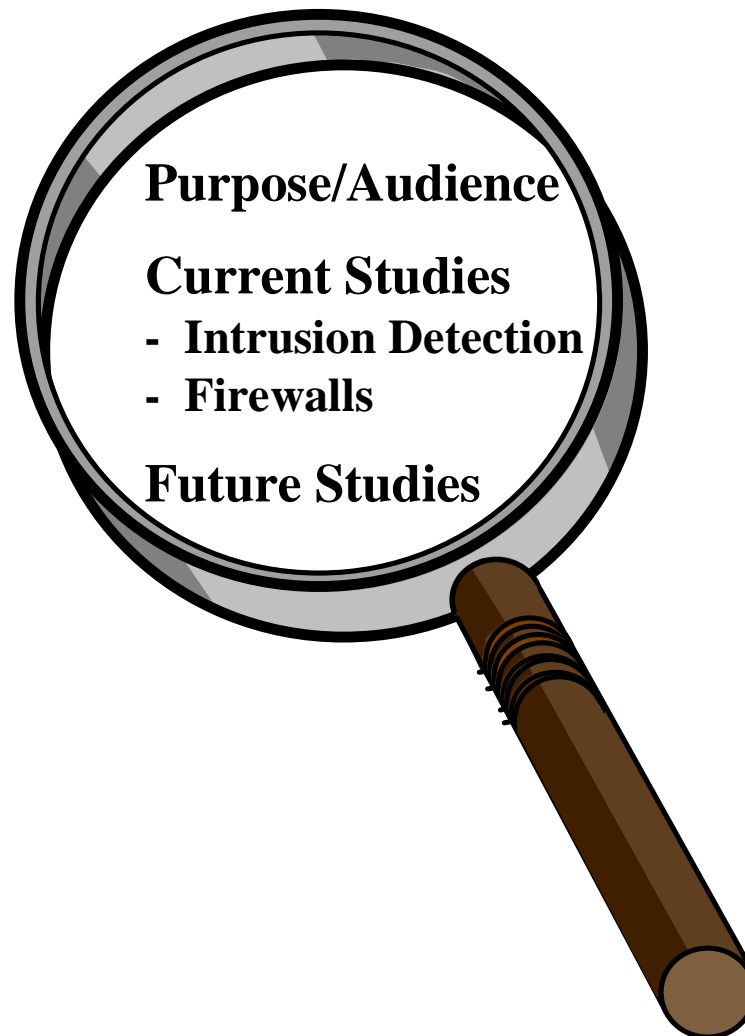 Purpose/Audience
Current Studies
- Intrusion Detection
- Firewalls
Future Studies